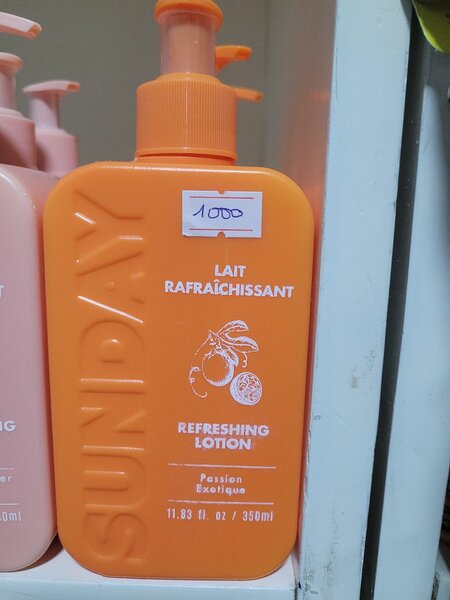 1000
SUNDAY
LAIT
RAFRAÎCHISSANT
REFRESHING
LOTION
Passion
Exotique
11.83 fl. oz / 350ml